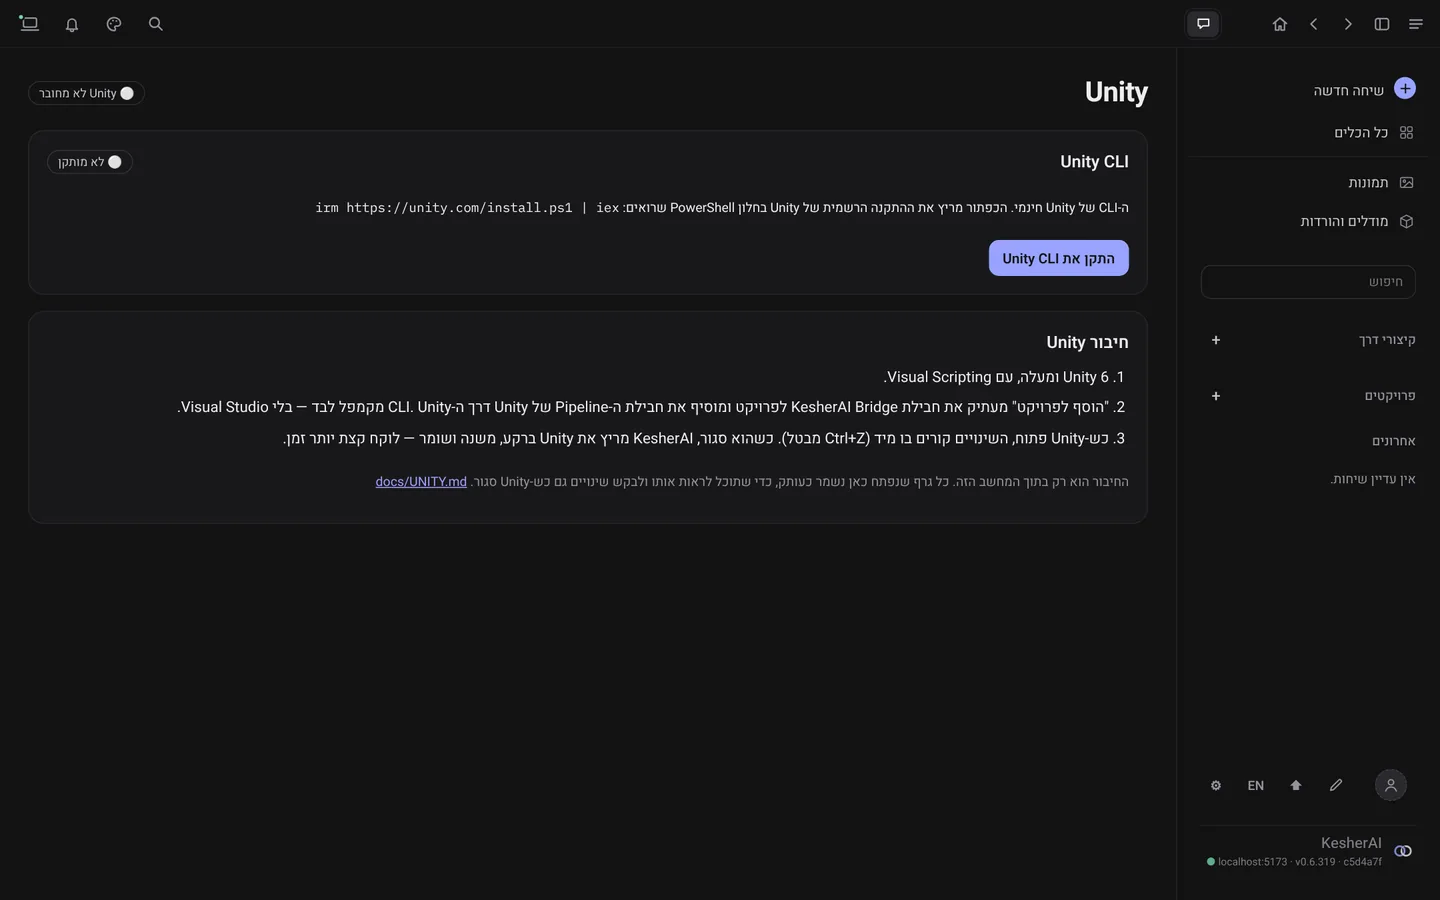 שיחה חדשה
כל הכלים
תמונות
מודלים והורדות
חיפוש
קיצורי דרך
פרויקטים
אחרונים
אין עדיין שיחות.
EN
KesherAI
localhost:5173 · v0.6.319 · c5d4a7f
Unity
Unity לא מחובר
Unity CLI
לא מותקן
ה-CLI של Unity חינמי. הכפתור מריץ את ההתקנה הרשמית של Unity בחלון PowerShell שרואים: irm https://unity.com/install.ps1 | iex
התקן את Unity CLI
חיבור Unity
1. Unity 6 ומעלה, עם Visual Scripting.
2. "הוסף לפרויקט" מעתיק את חבילת KesherAI Bridge לפרויקט ומוסיף את חבילת ה-Pipeline של Unity דרך ה-CLI. Unity מקמפל לבד — בלי Visual Studio.
3. כש-Unity פתוח, השינויים קורים בו מיד (Ctrl+Z מבטל). כשהוא סגור, KesherAI מריץ את Unity ברקע, משנה ושומר — לוקח קצת יותר זמן.
החיבור הוא רק בתוך המחשב הזה. כל גרף שנפתח כאן נשמר כעותק, כדי שתוכל לראות אותו ולבקש שינויים גם כש-Unity סגור. docs/UNITY.md